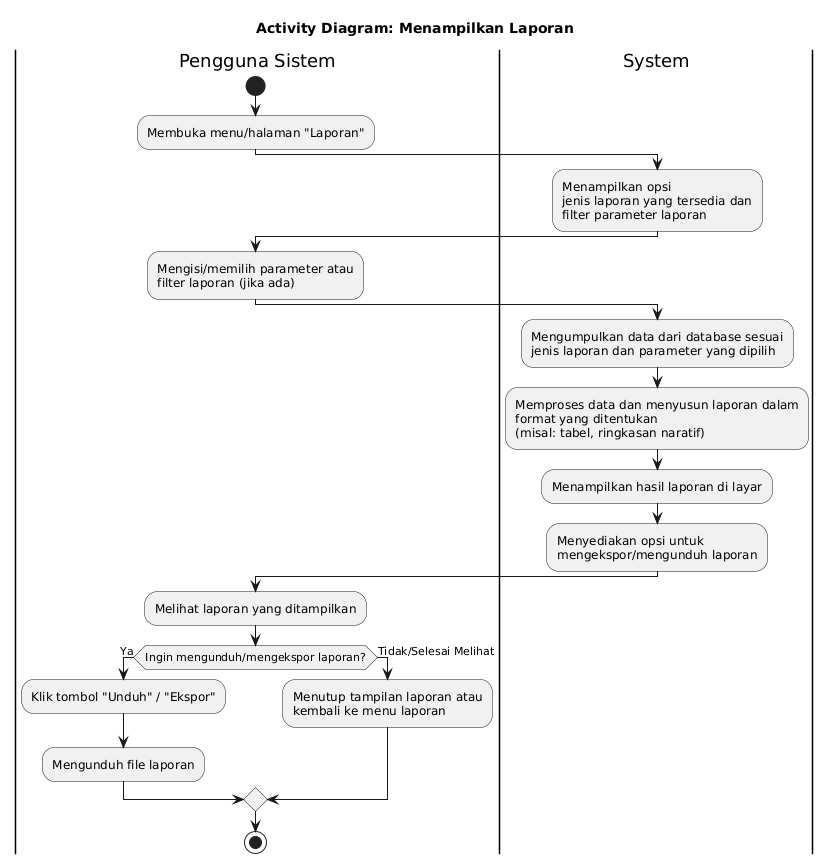 Activity Diagram: Menampilkan Laporan
Pengguna Sistem
System
Membuka menu/halaman "Laporan"
Menampilkan opsi
jenis laporan yang tersedia dan
filter parameter laporan
Mengisi/memilih parameter atau
filter laporan (jika ada)
Mengumpulkan data dari database sesuai
jenis laporan dan parameter yang dipilih
Memproses data dan menyusun laporan dalam
format yang ditentukan
(misal: tabel, ringkasan naratif)
Menampilkan hasil laporan di layar
Menyediakan opsi untuk
mengekspor/mengunduh laporan
Melihat laporan yang ditampilkan
Ya
Ingin mengunduh/mengekspor laporan?
Tidak/Selesai Melihat
Klik tombol "Unduh" / "Ekspor"
Menutup tampilan laporan atau
kembali ke menu laporan
Mengunduh file laporan